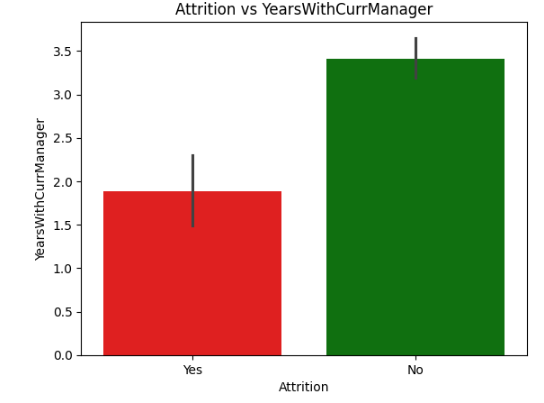 Attrition vs YearsWithCurrManager
3.5
3.0
2.5
2.0
1.5
1.0
0.5
0.0
YearsWithCurrManager
Yes
No
Attrition